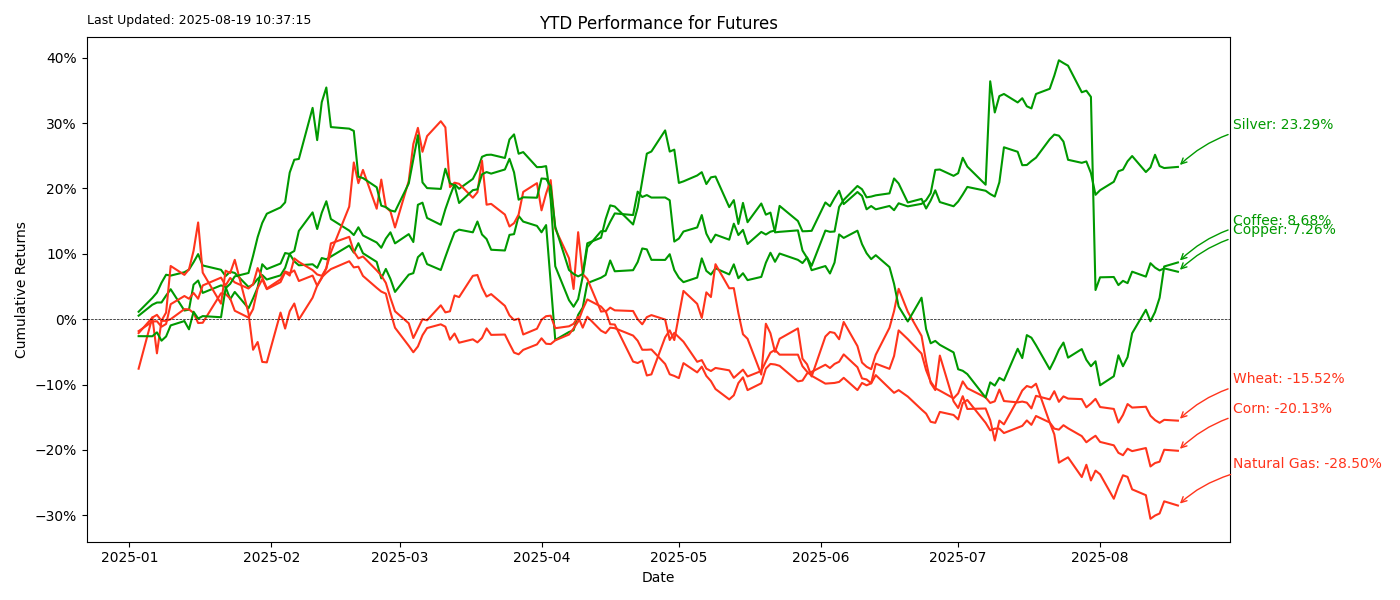 Last Updated: 2025-08-19 10:37:15
YTD Performance for Futures
40%
30%
20%
10%
0%
−10%
−20%
−30%
Cumulative Returns
Silver: 23.29%
Coffee: 8.68%
Copper: 7.26%
Wheat: -15.52%
Corn: -20.13%
Natural Gas: -28.50%
2025-01
2025-02
2025-03
2025-04
2025-05
2025-06
2025-07
2025-08
Date